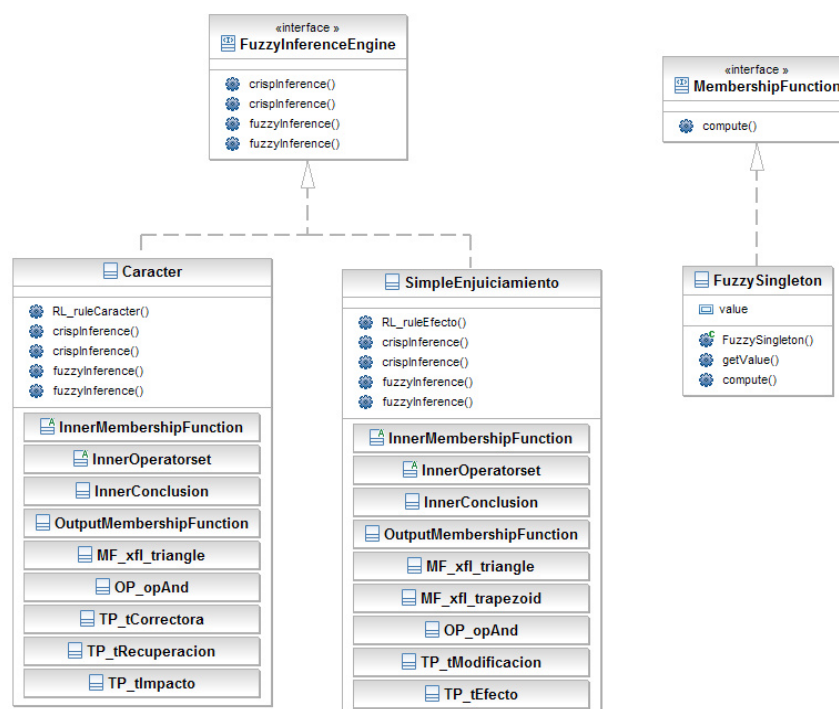 «interface »
FuzzyInferenceEngine
crispInference()
crispInference()
fuzzyInference()
fuzzyInference()
«interface »
MembershipFunction
compute()
Caracter
RL_ruleCaracter()
crispInference()
crispInference()
fuzzyInference()
fuzzyInference()
InnerMembershipFunction
InnerOperatorset
InnerConclusion
OutputMembershipFunction
MF_xfl_triangle
OP_opAnd
TP_tCorrectora
TP_tRecuperacion
TP_tImpacto
SimpleEnjuiciamiento
RL_ruleEfecto()
crispInference()
crispInference()
fuzzyInference()
fuzzyInference()
InnerMembershipFunction
InnerOperatorset
InnerConclusion
OutputMembershipFunction
MF_xfl_triangle
MF_xfl_trapezoid
OP_opAnd
TP_tModificacion
TP_tEfecto
FuzzySingleton
value
FuzzySingleton()
getValue()
compute()